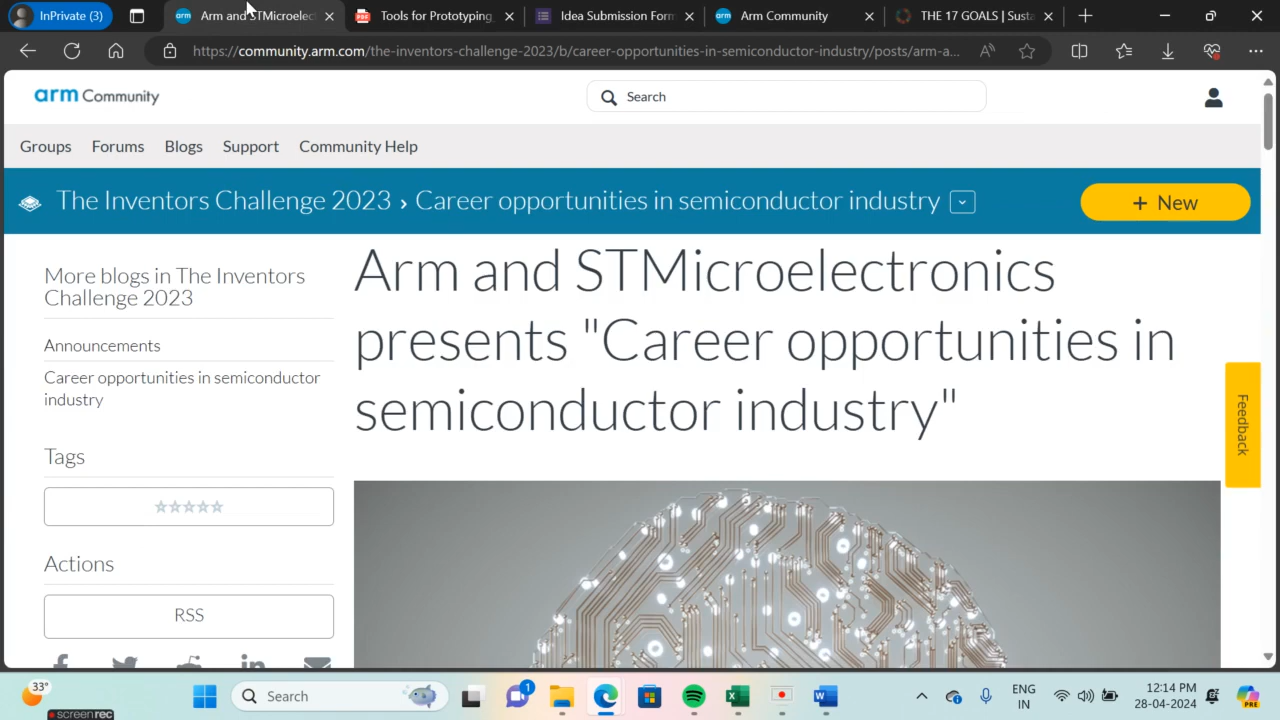 InPrivate (3)
Arm and STMicroelect
Tools for Prototyping,
Idea Submission Form
Arm Community
THE 17 GOALS | Susta
https://community.arm.com/the-inventors-challenge-2023/b/career-opportunities-in-semiconductor-industry/posts/arm-a...
arm Community
Search
Groups
Forums
Blogs
Support
Community Help
The Inventors Challenge 2023 › Career opportunities in semiconductor industry
+ New
More blogs in The Inventors
Challenge 2023
Announcements
Career opportunities in semiconductor
industry
Tags
Actions
RSS
Arm and STMicroelectronics
presents "Career opportunities in
semiconductor industry"
Feedback
33°
Search
1
ENG
IN
12:14 PM
28-04-2024
PRE
screenrec